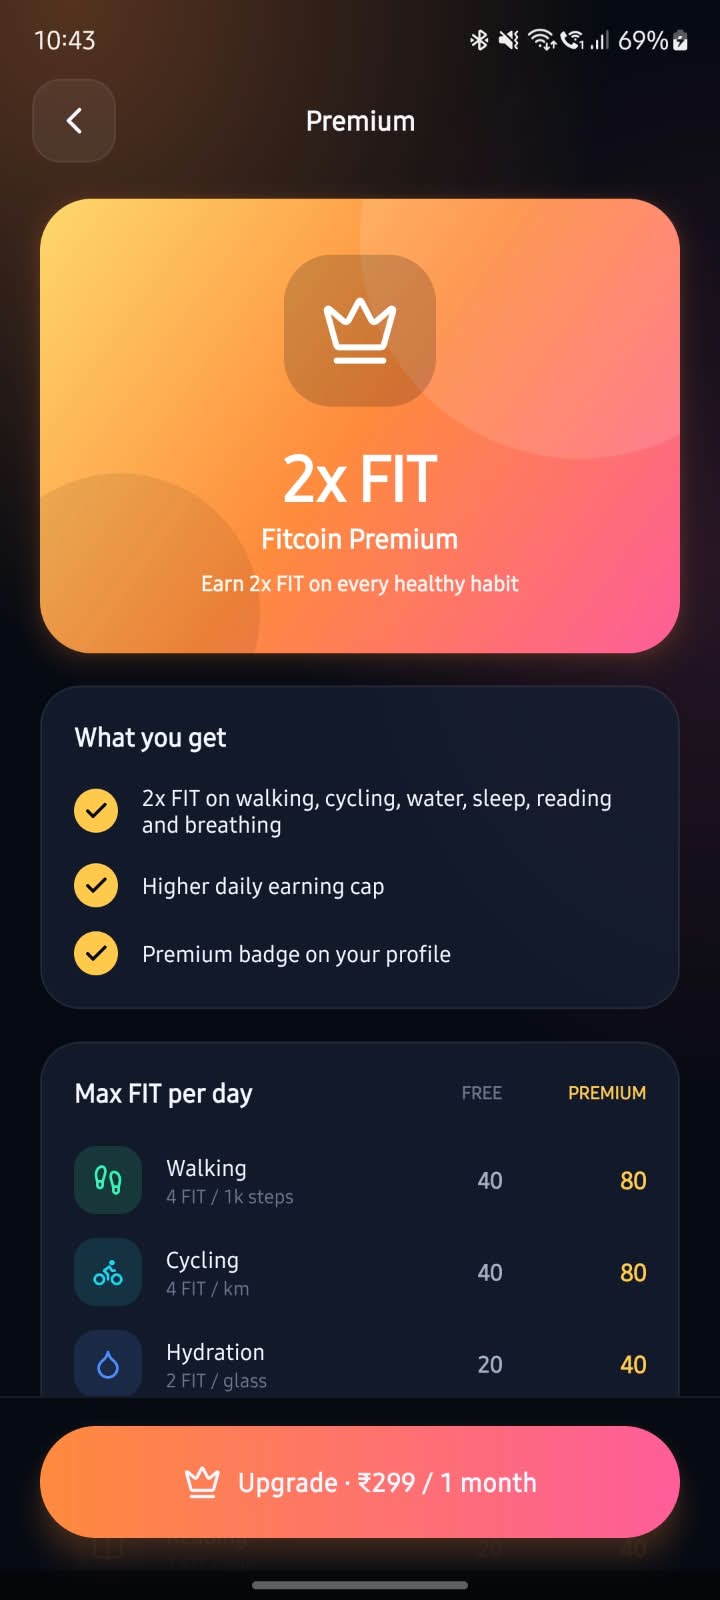 10:43
69%
Premium
2x FIT
Fitcoin Premium
Earn 2x FIT on every healthy habit
What you get
2x FIT on walking, cycling, water, sleep, reading
and breathing
Higher daily earning cap
Premium badge on your profile
Max FIT per day FREE PREMIUM
Walking
4 FIT / 1k steps
40 80
Cycling
4 FIT / km
40 80
Hydration
2 FIT / glass
20 40
Upgrade · ₹299 / 1 month
Reading
20 40